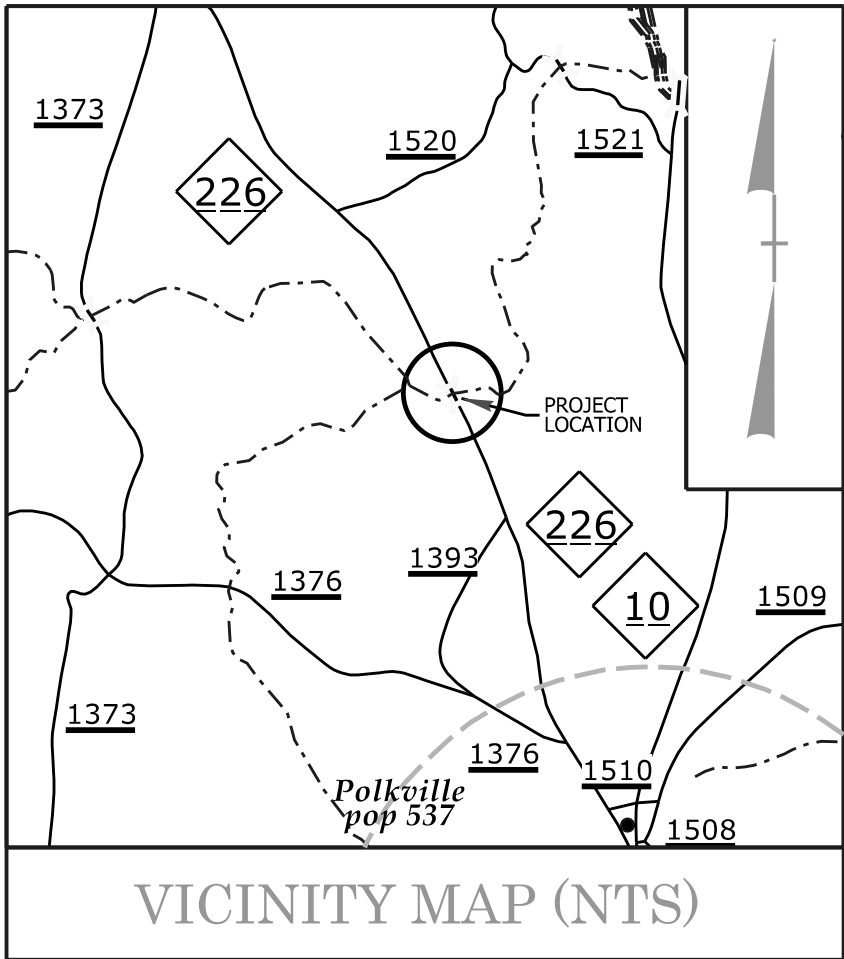 1373
1520
1521
226
PROJECT
LOCATION
226
1393
1376
10
1509
1373
1376
1510
Polkville
pop 537
1508
VICINITY MAP (NTS)